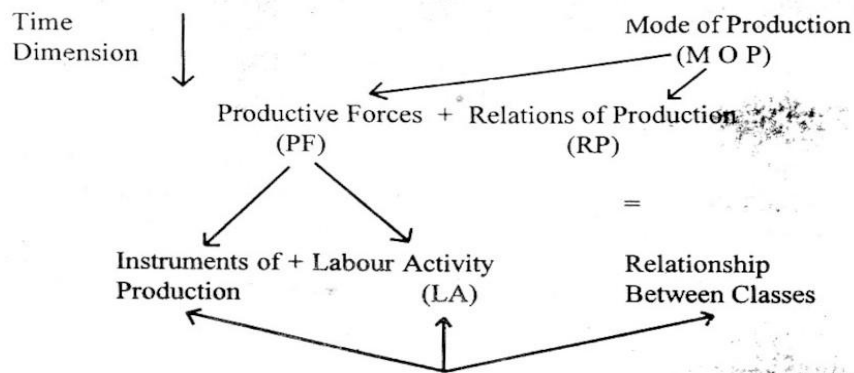 Time
Dimension
Mode of Production
(M O P)
Productive Forces + Relations of Production
(PF)
(RP)
=
Instruments of + Labour Activity
Production
(LA)
Relationship
Between Classes